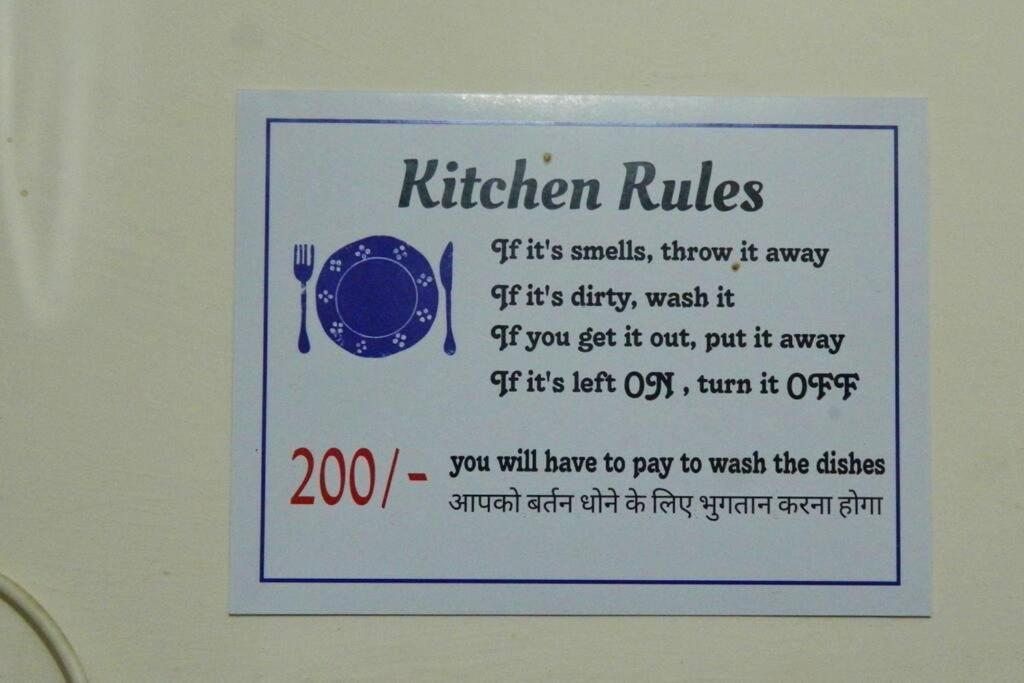 Kitchen Rules
If it's smells, throw it away
If it's dirty, wash it
If you get it out, put it away
If it's left ON , turn it OFF
200/- you will have to pay to wash the dishes
आपको बर्तन धोने के लिए भुगतान करना होगा